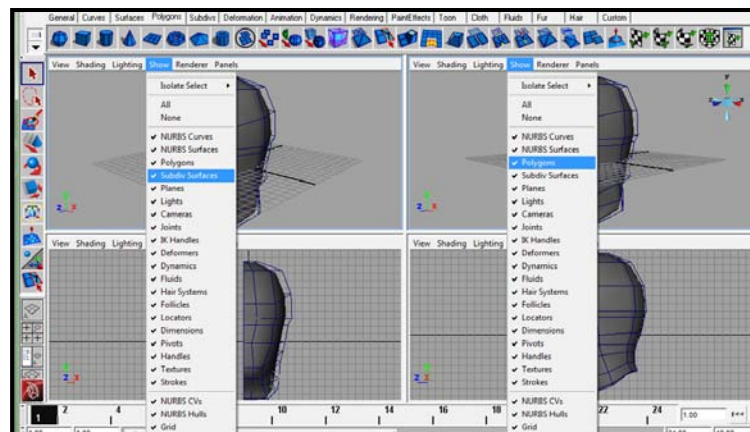 General Curves Surfaces Polygons Subdivs Deformation Animation Dynamics Rendering PaintEffects Toon Cloth Fluids Fur Hair Custom
View Shading Lighting Show Renderer Panels
Isolate Select
All
None
NURBS Curves
NURBS Surfaces
Polygons
Subdiv Surfaces
Planes
Lights
Cameras
Joints
IK Handles
Deformers
Dynamics
Fluids
Hair Systems
Follicles
Locators
Dimensions
Pivots
Handles
Textures
Strokes
NURBS CVs
NURBS Hulls
Grid
View Shading Lighting Show Renderer Panels
Isolate Select
All
None
NURBS Curves
NURBS Surfaces
Polygons
Subdiv Surfaces
Planes
Lights
Cameras
Joints
IK Handles
Deformers
Dynamics
Fluids
Hair Systems
Follicles
Locators
Dimensions
Pivots
Handles
Textures
Strokes
NURBS CVs
NURBS Hulls
Grid
y
z x
View Shading Lighting
View Shading Lighting
z x
1 2 4 10 12 14 16 18 22 24 1.00